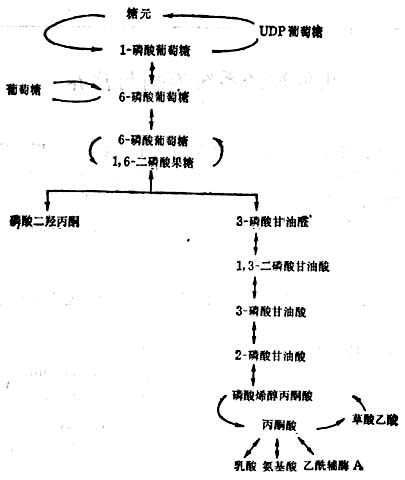 糖元
UDP葡萄糖
1-磷酸葡萄糖
葡萄糖
6-磷酸葡萄糖
6-磷酸葡萄糖
1,6-二磷酸果糖
磷酸二羟丙酮
3-磷酸甘油醛
1,3-二磷酸甘油酸
3-磷酸甘油酸
2-磷酸甘油酸
磷酸烯醇丙酮酸
草酸乙酸
丙酮酸
乳酸 氨基酸 乙酰辅酶A